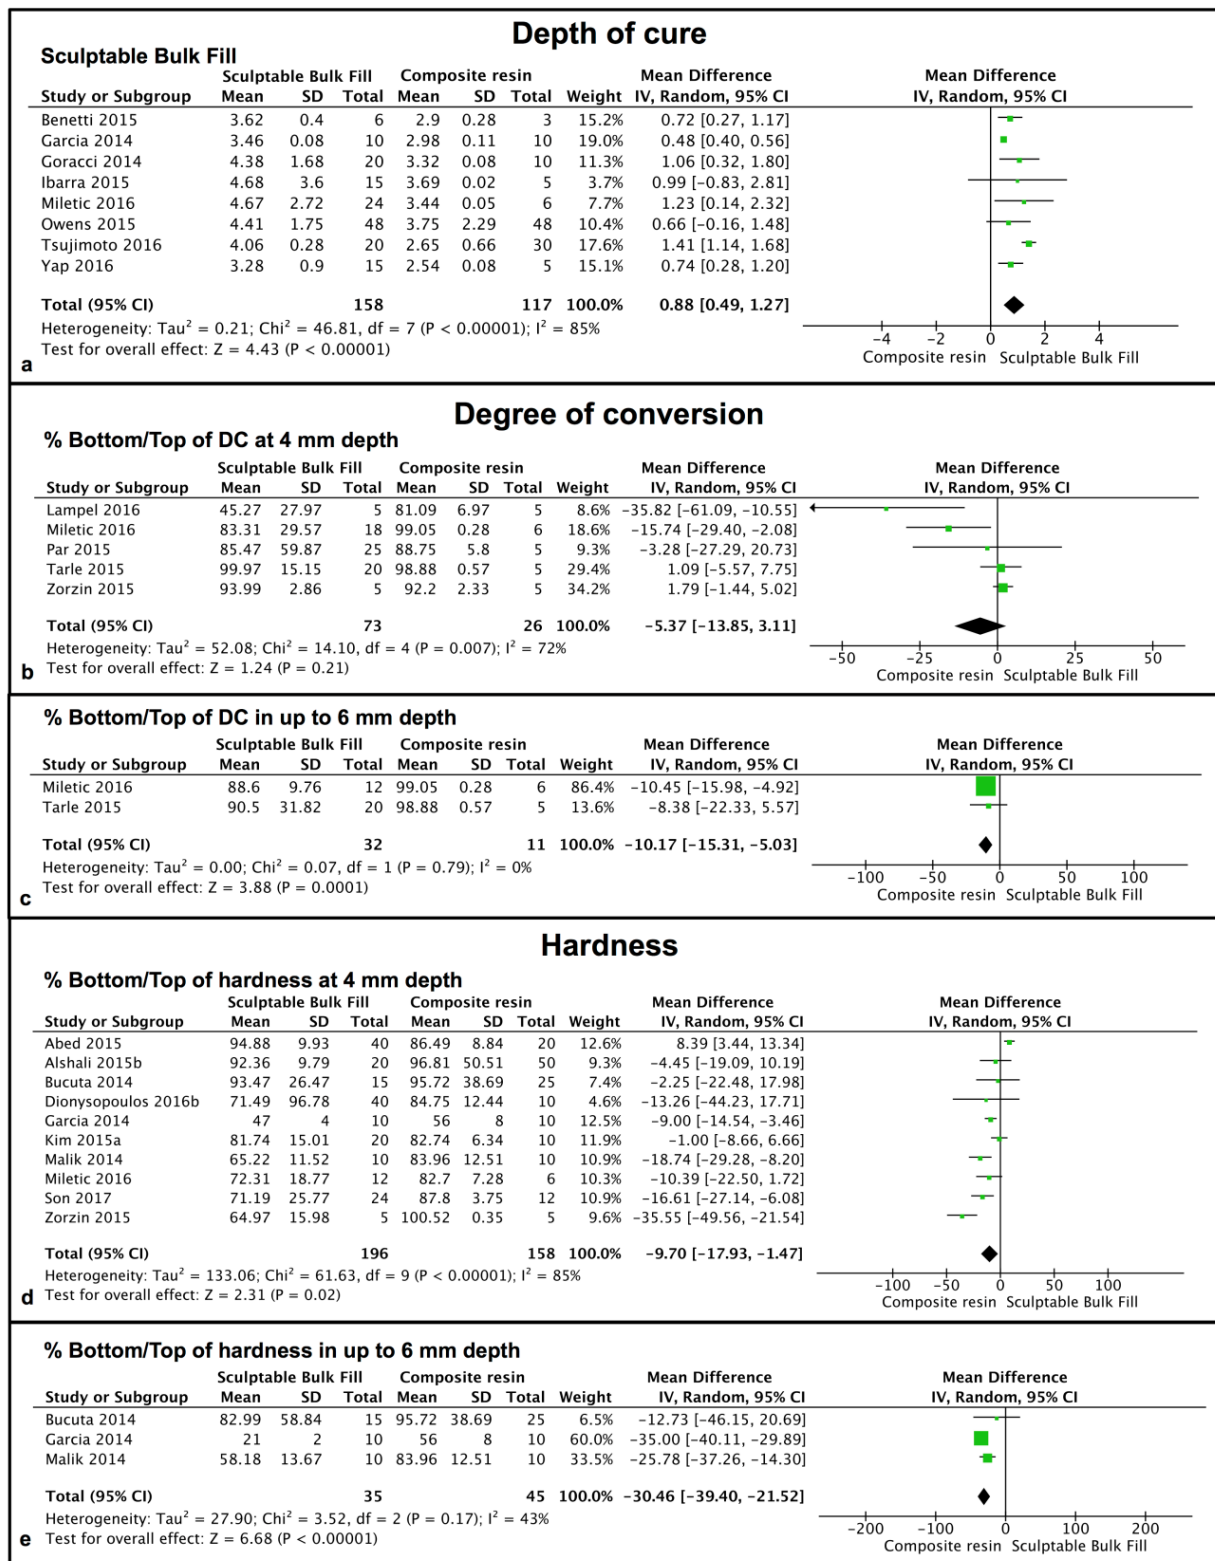 Depth of cure
Sculptable Bulk Fill
Sculptable Bulk Fill Composite resin Mean Difference Mean Difference
Study or Subgroup Mean SD Total Mean SD Total Weight IV, Random, 95% CI IV, Random, 95% CI
Benetti 2015 3.62 0.4 6 2.9 0.28 3 15.2% 0.72 [0.27, 1.17]
Garcia 2014 3.46 0.08 10 2.98 0.11 10 19.0% 0.48 [0.40, 0.56]
Goracci 2014 4.38 1.68 20 3.32 0.08 10 11.3% 1.06 [0.32, 1.80]
Ibarra 2015 4.68 3.6 15 3.69 0.02 5 3.7% 0.99 [−0.83, 2.81]
Miletic 2016 4.67 2.72 24 3.44 0.05 6 7.7% 1.23 [0.14, 2.32]
Owens 2015 4.41 1.75 48 3.75 2.29 48 10.4% 0.66 [−0.16, 1.48]
Tsujimoto 2016 4.06 0.28 20 2.65 0.66 30 17.6% 1.41 [1.14, 1.68]
Yap 2016 3.28 0.9 15 2.54 0.08 5 15.1% 0.74 [0.28, 1.20]
Total (95% CI) 158 117 100.0% 0.88 [0.49, 1.27]
Heterogeneity: Tau² = 0.21; Chi² = 46.81, df = 7 (P < 0.00001); I² = 85%
Test for overall effect: Z = 4.43 (P < 0.00001)
−4 −2 0 2 4
Composite resin Sculptable Bulk Fill
a
Degree of conversion
% Bottom/Top of DC at 4 mm depth
Sculptable Bulk Fill Composite resin Mean Difference Mean Difference
Study or Subgroup Mean SD Total Mean SD Total Weight IV, Random, 95% CI IV, Random, 95% CI
Lampel 2016 45.27 27.97 5 81.09 6.97 5 8.6% −35.82 [−61.09, −10.55]
Miletic 2016 83.31 29.57 18 99.05 0.28 6 18.6% −15.74 [−29.40, −2.08]
Par 2015 85.47 59.87 25 88.75 5.8 5 9.3% −3.28 [−27.29, 20.73]
Tarle 2015 99.97 15.15 20 98.88 0.57 5 29.4% 1.09 [−5.57, 7.75]
Zorzin 2015 93.99 2.86 5 92.2 2.33 5 34.2% 1.79 [−1.44, 5.02]
Total (95% CI) 73 26 100.0% −5.37 [−13.85, 3.11]
Heterogeneity: Tau² = 52.08; Chi² = 14.10, df = 4 (P = 0.007); I² = 72%
Test for overall effect: Z = 1.24 (P = 0.21)
−50 −25 0 25 50
Composite resin Sculptable Bulk Fill
b
% Bottom/Top of DC in up to 6 mm depth
Sculptable Bulk Fill Composite resin Mean Difference Mean Difference
Study or Subgroup Mean SD Total Mean SD Total Weight IV, Random, 95% CI IV, Random, 95% CI
Miletic 2016 88.6 9.76 12 99.05 0.28 6 86.4% −10.45 [−15.98, −4.92]
Tarle 2015 90.5 31.82 20 98.88 0.57 5 13.6% −8.38 [−22.33, 5.57]
Total (95% CI) 32 11 100.0% −10.17 [−15.31, −5.03]
Heterogeneity: Tau² = 0.00; Chi² = 0.07, df = 1 (P = 0.79); I² = 0%
Test for overall effect: Z = 3.88 (P = 0.0001)
−100 −50 0 50 100
Composite resin Sculptable Bulk Fill
c
Hardness
% Bottom/Top of hardness at 4 mm depth
Sculptable Bulk Fill Composite resin Mean Difference Mean Difference
Study or Subgroup Mean SD Total Mean SD Total Weight IV, Random, 95% CI IV, Random, 95% CI
Abed 2015 94.88 9.93 40 86.49 8.84 20 12.6% 8.39 [3.44, 13.34]
Alshali 2015b 92.36 9.79 20 96.81 50.51 50 9.3% −4.45 [−19.09, 10.19]
Bucuta 2014 93.47 26.47 15 95.72 38.69 25 7.4% −2.25 [−22.48, 17.98]
Dionysopoulos 2016b 71.49 96.78 40 84.75 12.44 10 4.6% −13.26 [−44.23, 17.71]
Garcia 2014 47 4 10 56 8 10 12.5% −9.00 [−14.54, −3.46]
Kim 2015a 81.74 15.01 20 82.74 6.34 10 11.9% −1.00 [−8.66, 6.66]
Malik 2014 65.22 11.52 10 83.96 12.51 10 10.9% −18.74 [−29.28, −8.20]
Miletic 2016 72.31 18.77 12 82.7 7.28 6 10.3% −10.39 [−22.50, 1.72]
Son 2017 71.19 25.77 24 87.8 3.75 12 10.9% −16.61 [−27.14, −6.08]
Zorzin 2015 64.97 15.98 5 100.52 0.35 5 9.6% −35.55 [−49.56, −21.54]
Total (95% CI) 196 158 100.0% −9.70 [−17.93, −1.47]
Heterogeneity: Tau² = 133.06; Chi² = 61.63, df = 9 (P < 0.00001); I² = 85%
Test for overall effect: Z = 2.31 (P = 0.02)
−100 −50 0 50 100
Composite resin Sculptable Bulk Fill
d
% Bottom/Top of hardness in up to 6 mm depth
Sculptable Bulk Fill Composite resin Mean Difference Mean Difference
Study or Subgroup Mean SD Total Mean SD Total Weight IV, Random, 95% CI IV, Random, 95% CI
Bucuta 2014 82.99 58.84 15 95.72 38.69 25 6.5% −12.73 [−46.15, 20.69]
Garcia 2014 21 2 10 56 8 10 60.0% −35.00 [−40.11, −29.89]
Malik 2014 58.18 13.67 10 83.96 12.51 10 33.5% −25.78 [−37.26, −14.30]
Total (95% CI) 35 45 100.0% −30.46 [−39.40, −21.52]
Heterogeneity: Tau² = 27.90; Chi² = 3.52, df = 2 (P = 0.17); I² = 43%
Test for overall effect: Z = 6.68 (P < 0.00001)
−200 −100 0 100 200
Composite resin Sculptable Bulk Fill
e